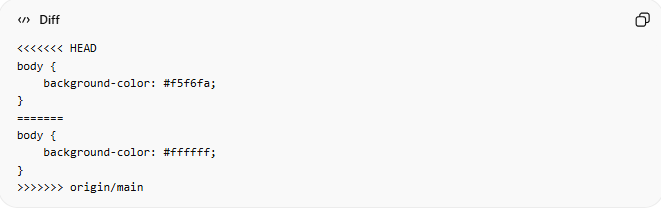 </> Diff
<<<<<<< HEAD
body {
    background-color: #f5f6fa;
}
=======
body {
    background-color: #ffffff;
}
>>>>>>> origin/main